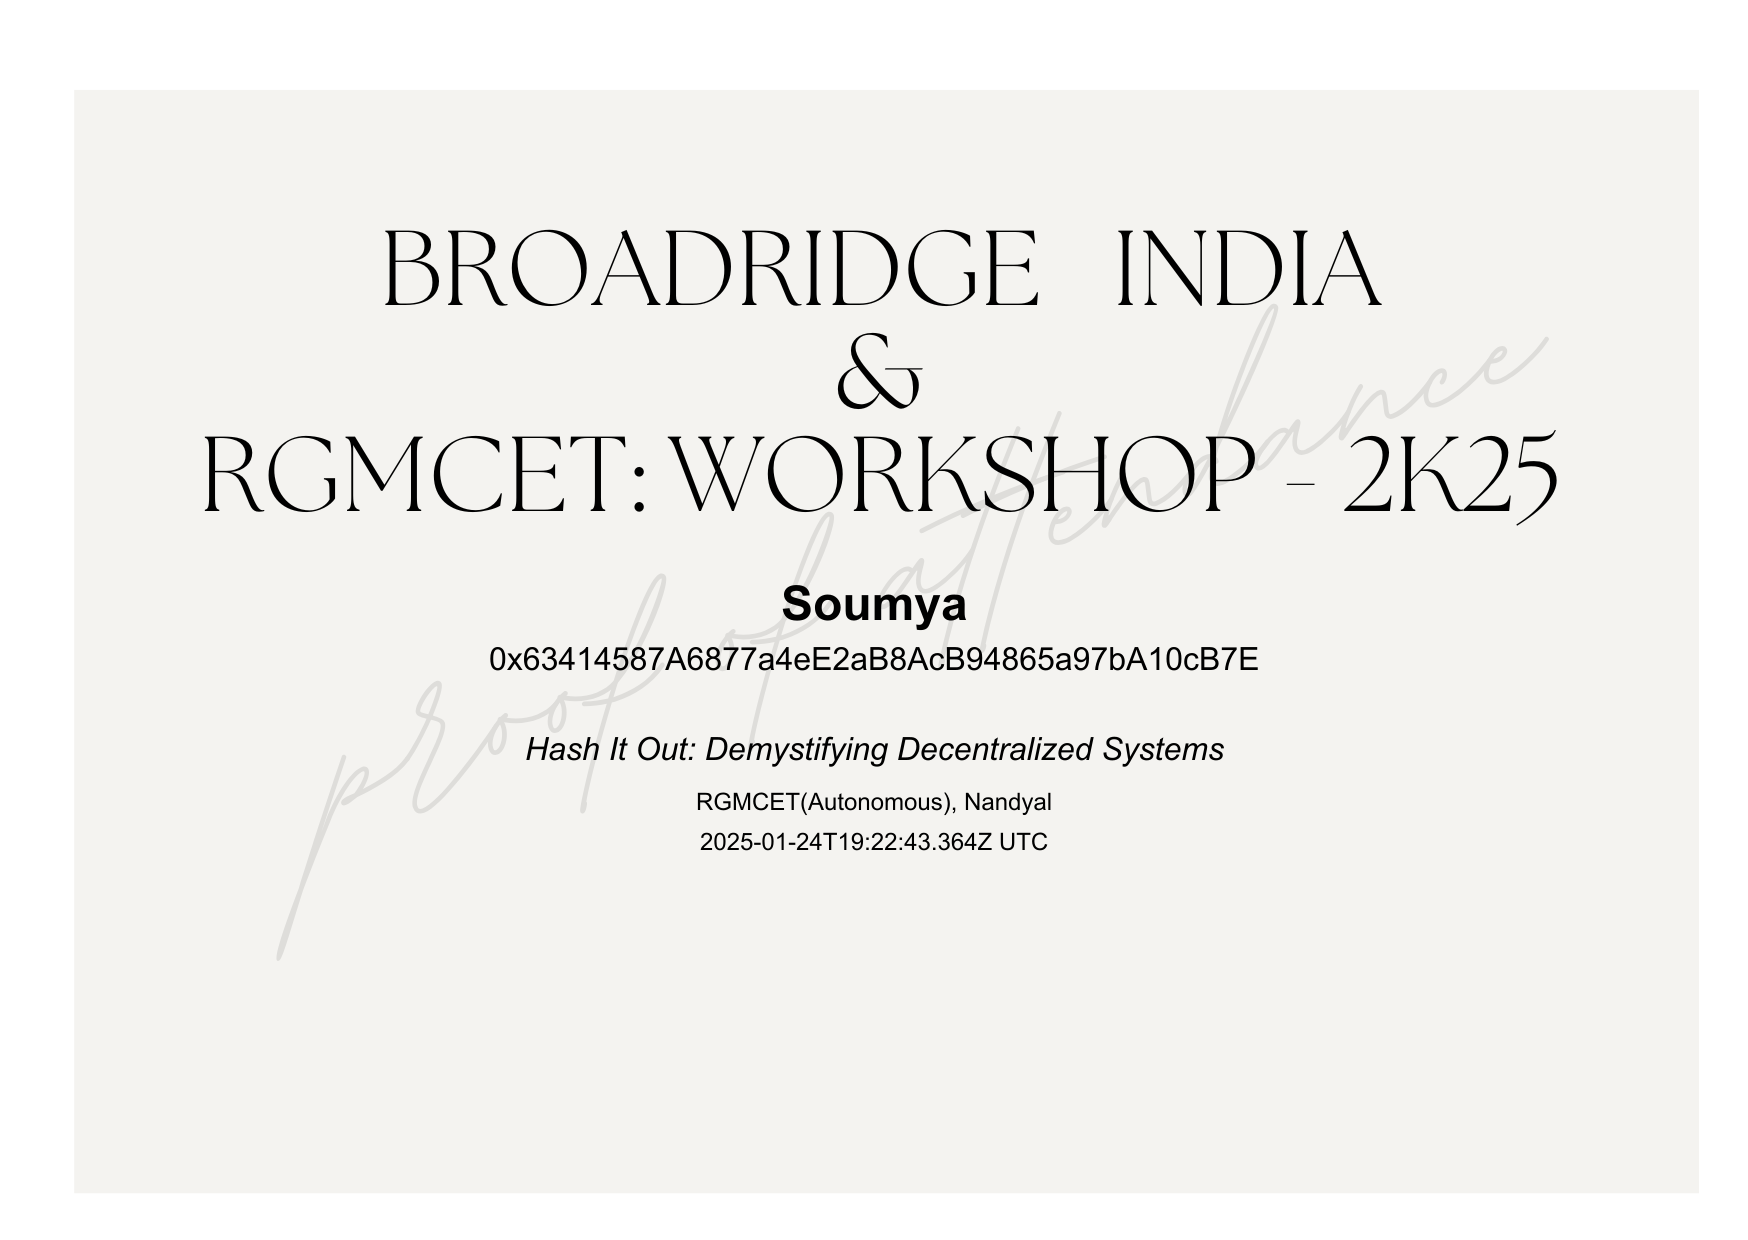 BROADRIDGE INDIA
&
RGMCET: WORKSHOP - 2K25
proof of attendance
Soumya
0x63414587A6877a4eE2aB8AcB94865a97bA10cB7E
Hash It Out: Demystifying Decentralized Systems
RGMCET(Autonomous), Nandyal
2025-01-24T19:22:43.364Z UTC